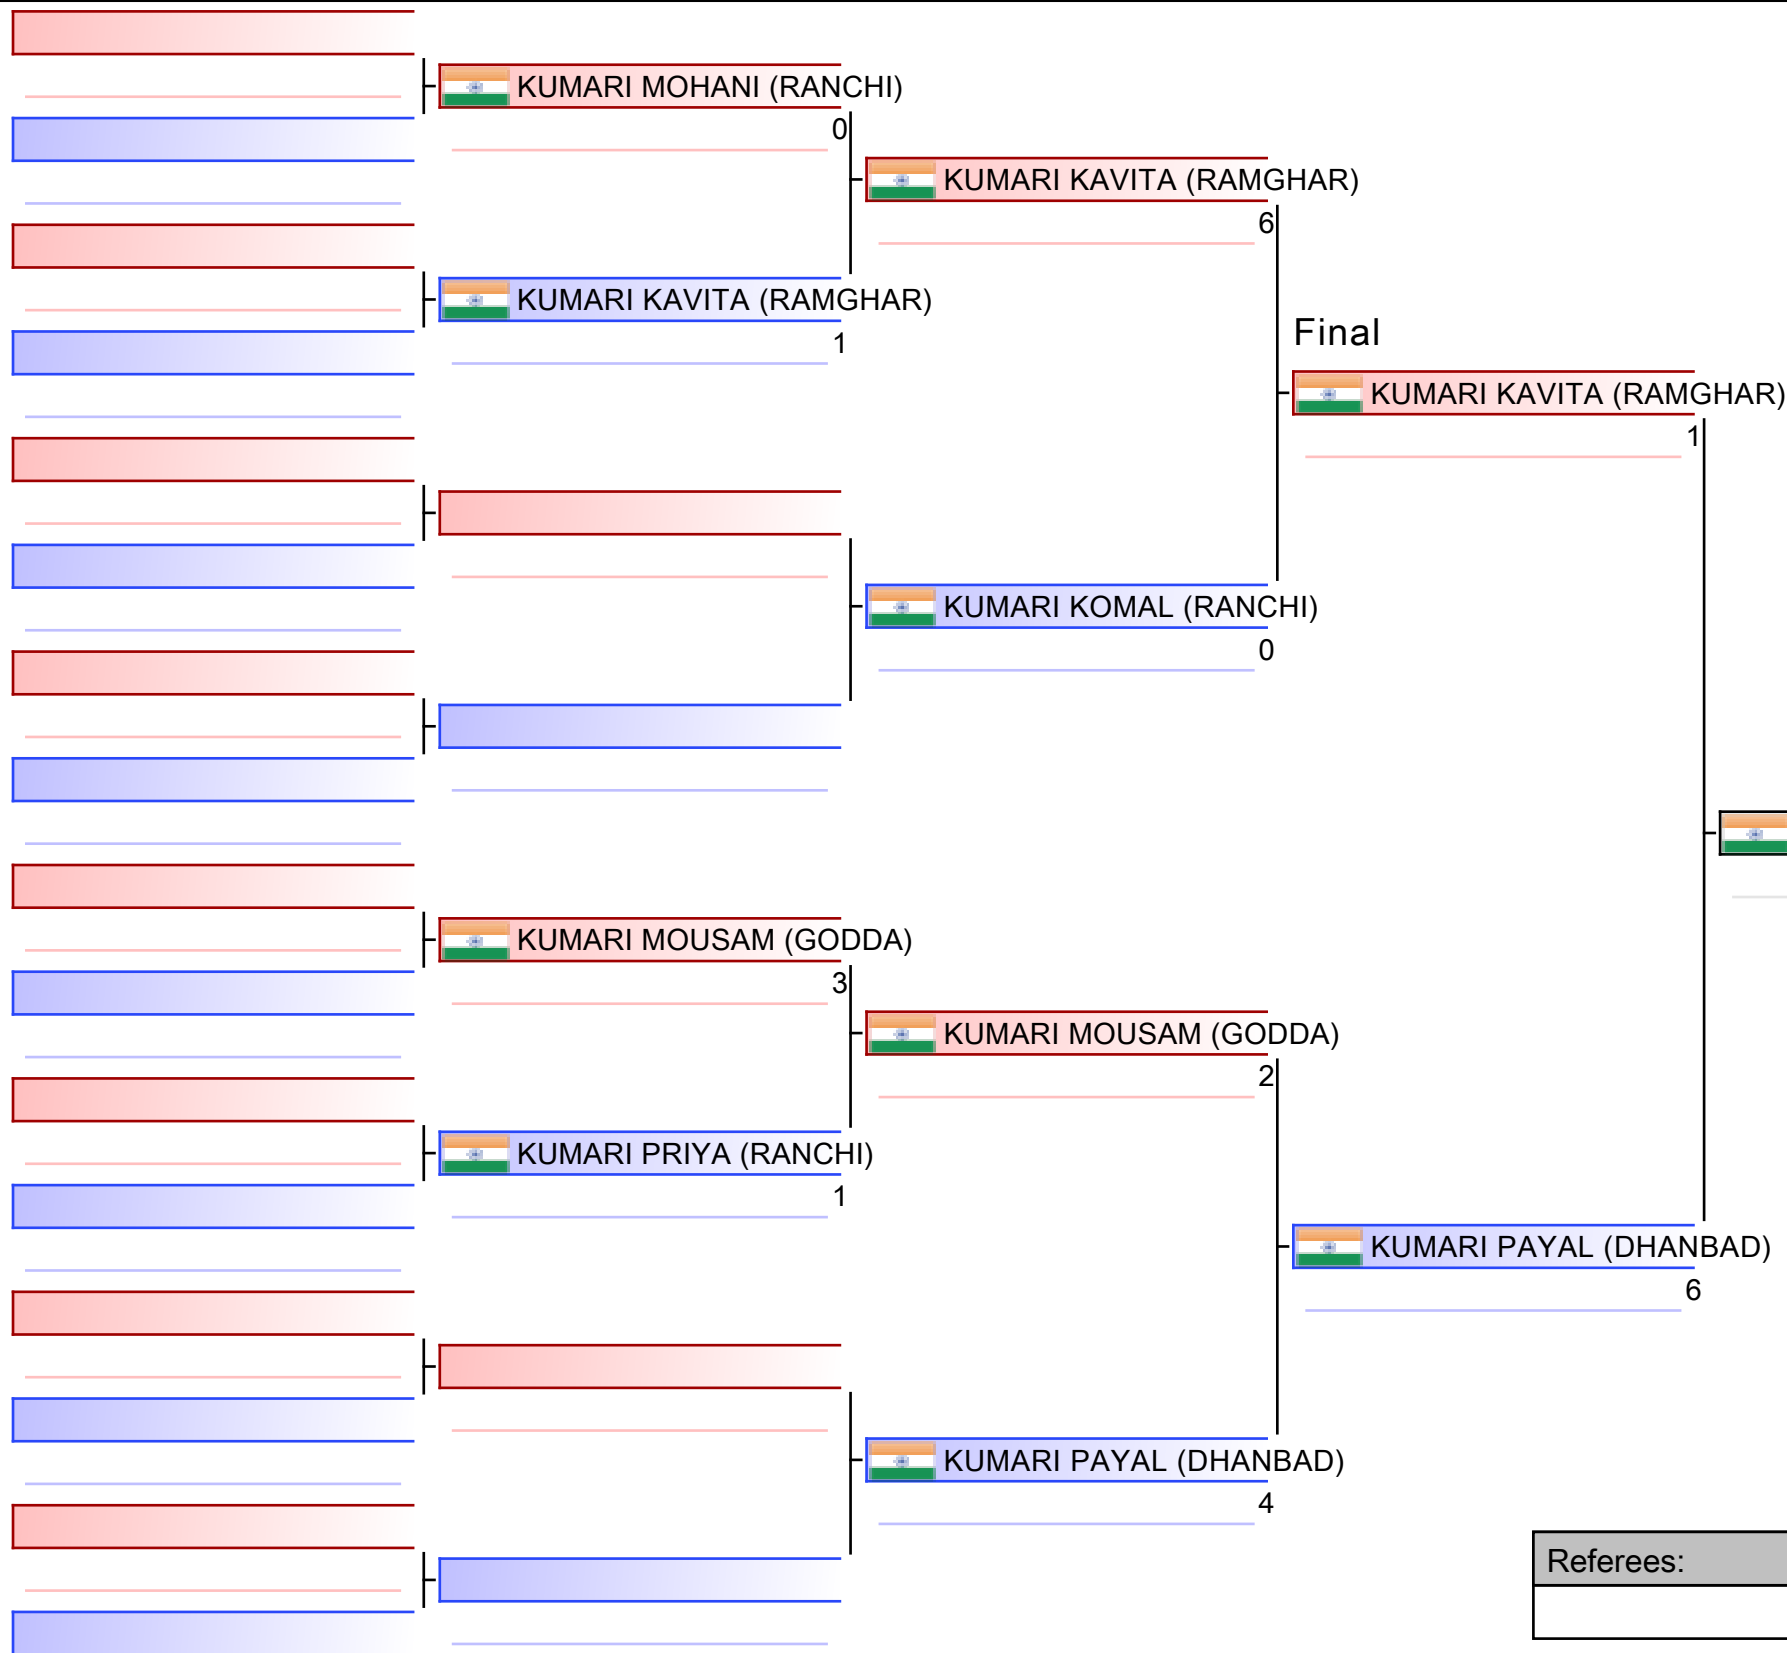 KUMARI MOHANI (RANCHI)
0
KUMARI KAVITA (RAMGHAR)
6
KUMARI KAVITA (RAMGHAR)
1
Final
KUMARI KAVITA (RAMGHAR)
1
KUMARI KOMAL (RANCHI)
0
KUMARI MOUSAM (GODDA)
3
KUMARI MOUSAM (GODDA)
2
KUMARI PRIYA (RANCHI)
1
KUMARI PAYAL (DHANBAD)
6
KUMARI PAYAL (DHANBAD)
4
Referees: